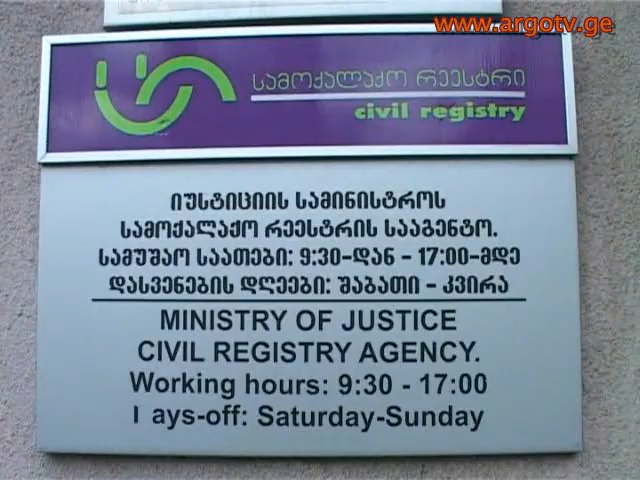 www.argotv.ge
სამოქალაქო რეესტრი
civil registry
იუსტიციის სამინისტროს
სამოქალაქო რეესტრის სააგენტო.
სამუშაო საათები: 9:30-დან - 17:00-მდე
დასვენების დღეები: შაბათი - კვირა
MINISTRY OF JUSTICE
CIVIL REGISTRY AGENCY.
Working hours: 9:30 - 17:00
ays-off: Saturday-Sunday